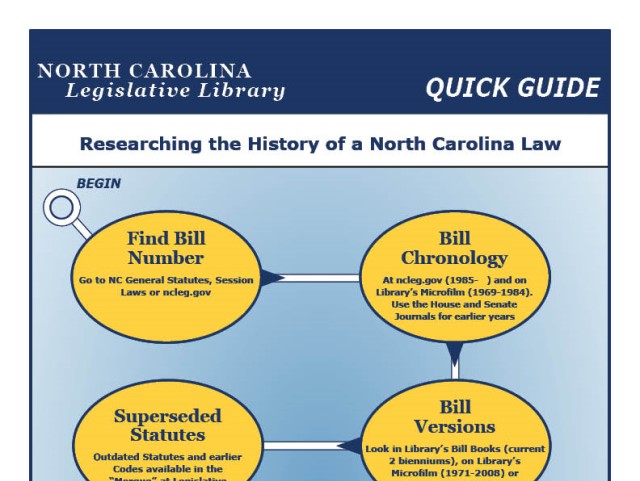 NORTH CAROLINA
Legislative Library
QUICK GUIDE
Researching the History of a North Carolina Law
BEGIN
Find Bill
Number
Go to NC General Statutes, Session
Laws or ncleg.gov
Bill
Chronology
At ncleg.gov (1985-   ) and on
Library's Microfilm (1969-1984).
Use the House and Senate
Journals for earlier years
Bill
Versions
Look in Library's Bill Books (current
2 bienniums), on Library's
Microfilm (1971-2008) or
Superseded
Statutes
Outdated Statutes and earlier
Codes available in the
"Morgue" at Legislative